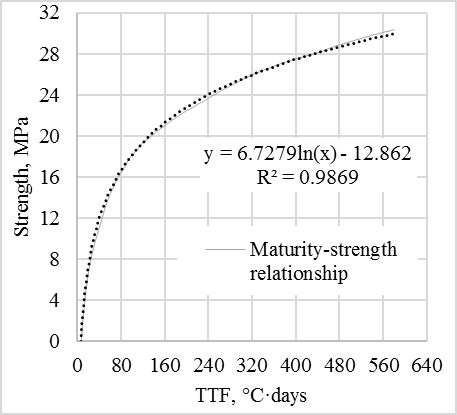 32
28
24
20
16
12
8
4
0
Strength, MPa
y = 6.7279ln(x) - 12.862
R² = 0.9869
Maturity-strength
relationship
0 80 160 240 320 400 480 560 640
TTF, °C·days